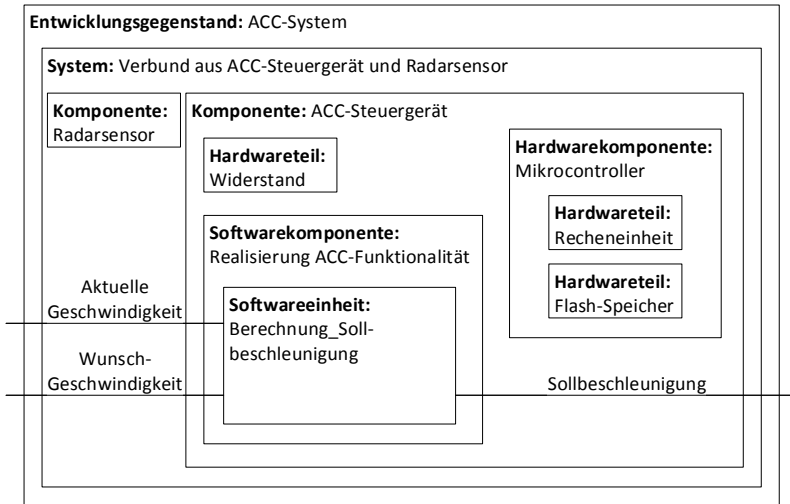 Entwicklungsgegenstand: ACC-System
System: Verbund aus ACC-Steuergerät und Radarsensor
Komponente:
Radarsensor
Komponente: ACC-Steuergerät
Hardwareteil:
Widerstand
Hardwarekomponente:
Mikrocontroller
Hardwareteil:
Recheneinheit
Hardwareteil:
Flash-Speicher
Softwarekomponente:
Realisierung ACC-Funktionalität
Softwareeinheit:
Berechnung_Soll-
beschleunigung
Aktuelle
Geschwindigkeit
Wunsch-
Geschwindigkeit
Sollbeschleunigung